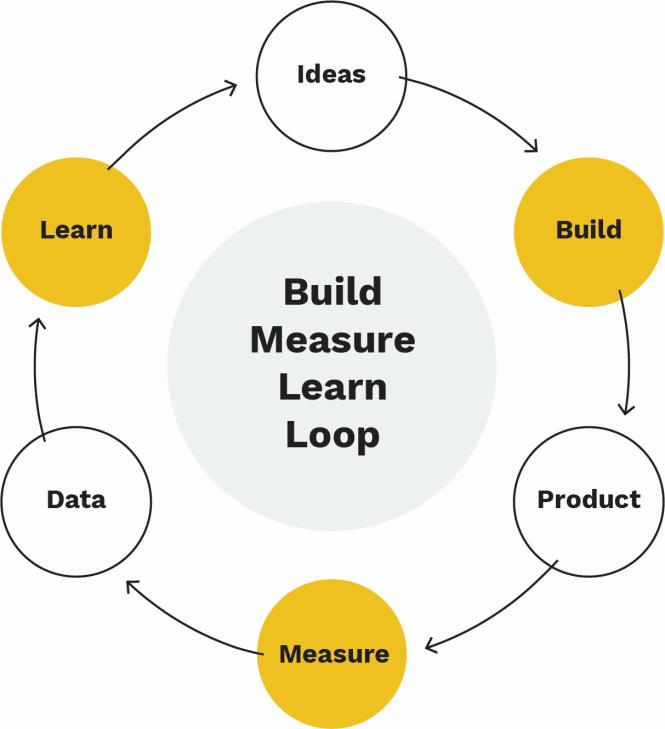 Ideas
Learn
Build
Build
Measure
Learn
Loop
Data
Product
Measure